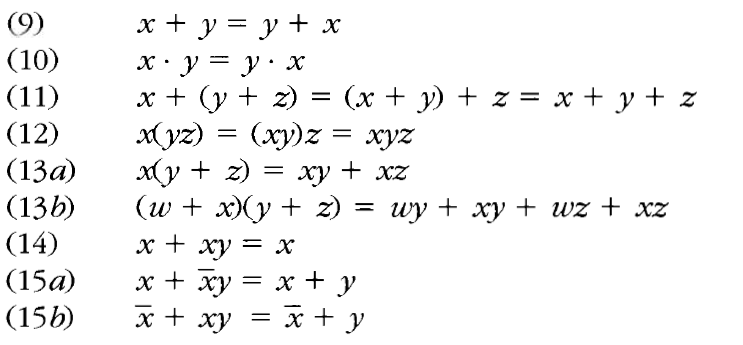 (9) x + y = y + x
(10) x · y = y · x
(11) x + (y + z) = (x + y) + z = x + y + z
(12) x(yz) = (xy)z = xyz
(13a) x(y + z) = xy + xz
(13b) (w + x)(y + z) = wy + xy + wz + xz
(14) x + xy = x
(15a) x + x̅y = x + y
(15b) x̅ + xy = x̅ + y